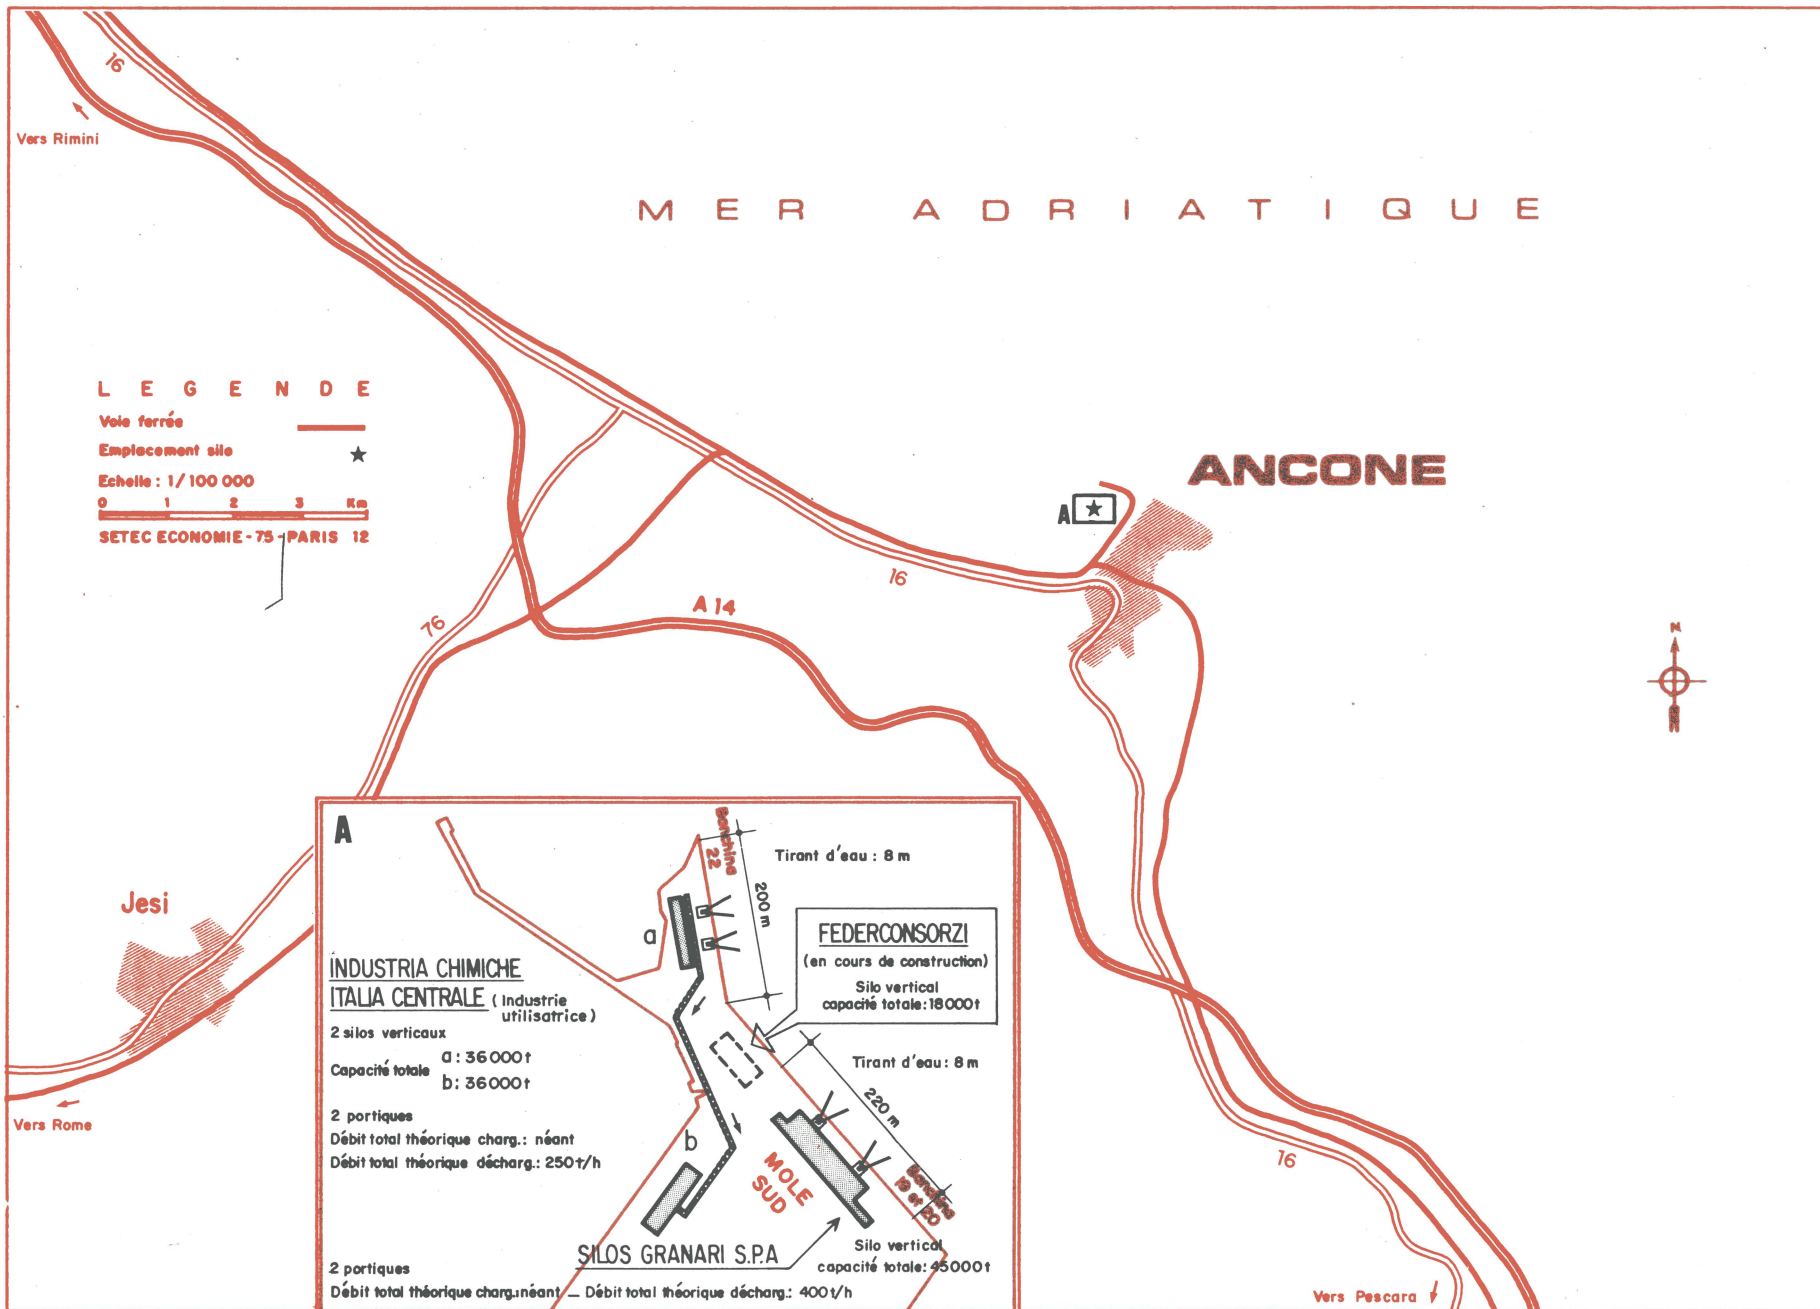 16
Vers Rimini
MER ADRIATIQUE
LEGENDE
Voie ferrée
Emplacement silo
Echelle : 1/100 000
0 1 2 3 Km
SETEC ECONOMIE - 75 - PARIS 12
ANCONE
A
16
A 14
76
N
Jesi
Vers Rome
16
Vers Pescara
A
Banchina
22
Tirant d'eau : 8 m
200 m
a
FEDERCONSORZI
(en cours de construction)
Silo vertical
capacité totale: 18000t
INDUSTRIA CHIMICHE
ITALIA CENTRALE (Industrie
utilisatrice)
2 silos verticaux
Capacité totale
a : 36000t
b : 36000t
Tirant d'eau : 8 m
220 m
2 portiques
Débit total théorique charg.: néant
Débit total théorique décharg.: 250t/h
b
MOLE
SUD
Banchina
19 et 20
SILOS GRANARI S.P.A
Silo vertical
capacité totale: 45000t
2 portiques
Débit total théorique charg.:néant — Débit total théorique décharg.: 400t/h